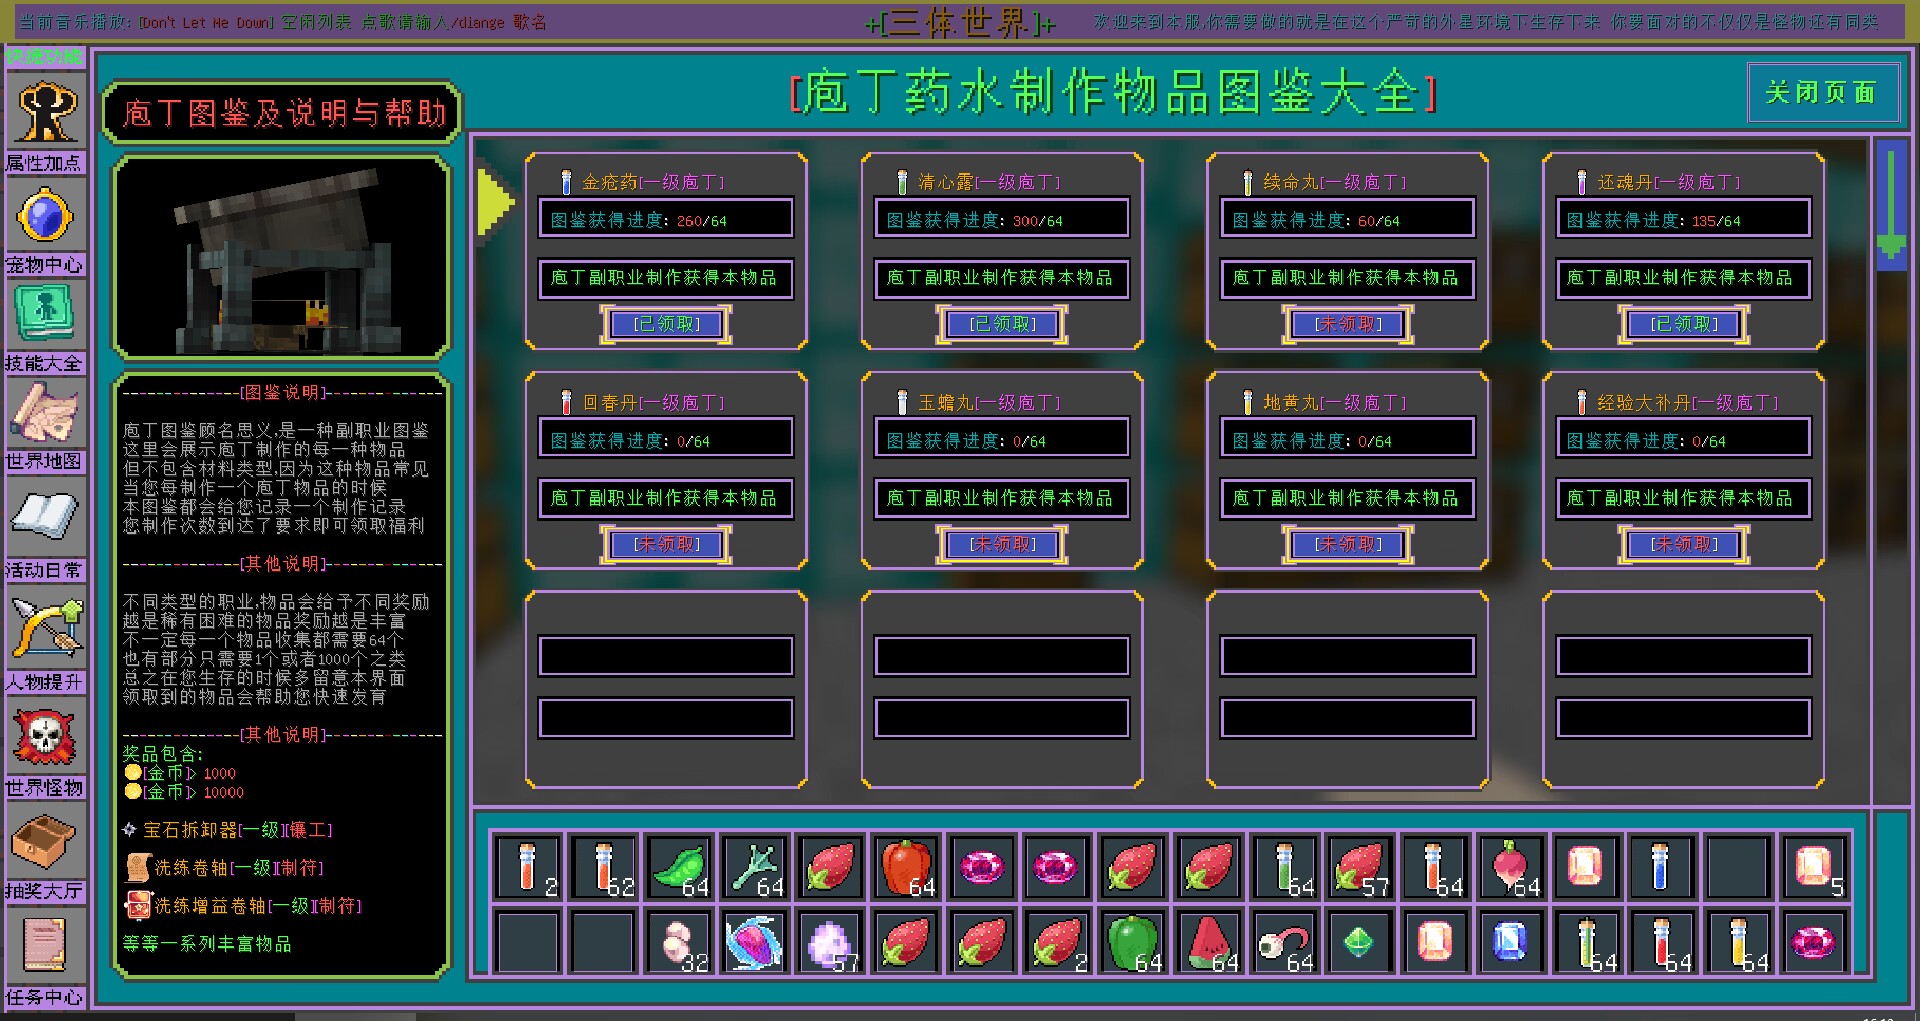 当前音乐播放: [Don't Let Me Down] 空闲列表 点歌请输入/diange 歌名
+[三体世界]+
欢迎来到本服,你需要做的就是在这个严苛的外星环境下生存下来 你要面对的不仅仅是怪物还有同类
快捷功能
属性加点
宠物中心
技能大全
世界地图
活动日常
人物提升
世界怪物
抽奖大厅
任务中心
庖丁图鉴及说明与帮助
[庖丁药水制作物品图鉴大全]
关闭页面
[图鉴说明]
庖丁图鉴顾名思义,是一种副职业图鉴
这里会展示庖丁制作的每一种物品
但不包含材料类型,因为这种物品常见
当您每制作一个庖丁物品的时候
本图鉴都会给您记录一个制作记录
您制作次数到达了要求即可领取福利
[其他说明]
不同类型的职业,物品会给予不同奖励
越是稀有困难的物品奖励越是丰富
不一定每一个物品收集都需要64个
也有部分只需要1个或者1000个之类
总之在您生存的时候多留意本界面
领取到的物品会帮助您快速发育
[其他说明]
奖品包含:
[金币]> 1000
[金币]> 10000
宝石拆卸器[一级][镶工]
洗练卷轴[一级][制符]
洗练增益卷轴[一级][制符]
等等一系列丰富物品
金疮药[一级庖丁]
图鉴获得进度: 260/64
庖丁副职业制作获得本物品
[已领取]
清心露[一级庖丁]
图鉴获得进度: 300/64
庖丁副职业制作获得本物品
[已领取]
续命丸[一级庖丁]
图鉴获得进度: 60/64
庖丁副职业制作获得本物品
[未领取]
还魂丹[一级庖丁]
图鉴获得进度: 135/64
庖丁副职业制作获得本物品
[已领取]
回春丹[一级庖丁]
图鉴获得进度: 0/64
庖丁副职业制作获得本物品
[未领取]
玉蟾丸[一级庖丁]
图鉴获得进度: 0/64
庖丁副职业制作获得本物品
[未领取]
地黄丸[一级庖丁]
图鉴获得进度: 0/64
庖丁副职业制作获得本物品
[未领取]
经验大补丹[一级庖丁]
图鉴获得进度: 0/64
庖丁副职业制作获得本物品
[未领取]
2 62 64 64 64 64 57 64 64 5
32 57 2 64 64 64 64 64 64